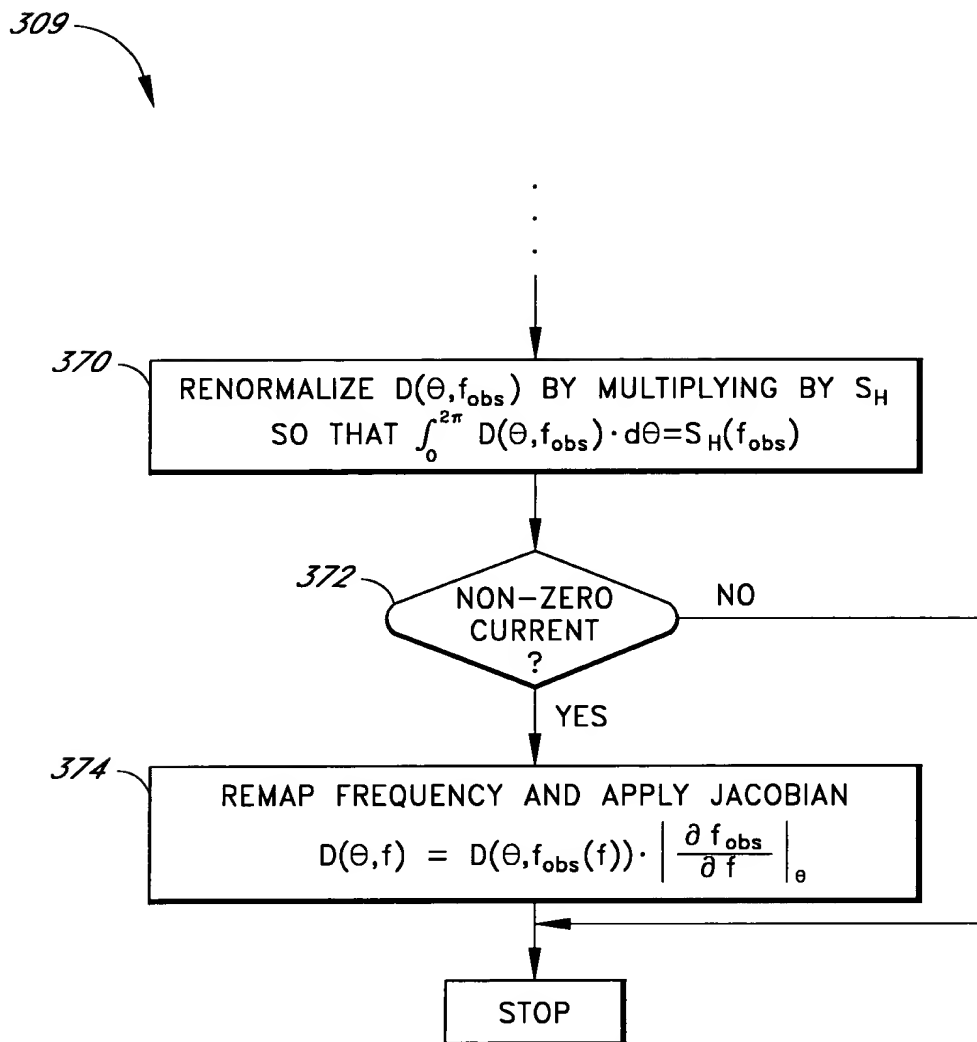 309
370
RENORMALIZE D(θ,f_obs) BY MULTIPLYING BY S_H
SO THAT ∫_0^2π D(θ,f_obs)·dθ=S_H(f_obs)
372
NON-ZERO
CURRENT
?
NO
YES
374
REMAP FREQUENCY AND APPLY JACOBIAN
D(θ,f) = D(θ,f_obs(f))·|∂f_obs/∂f|_θ
STOP